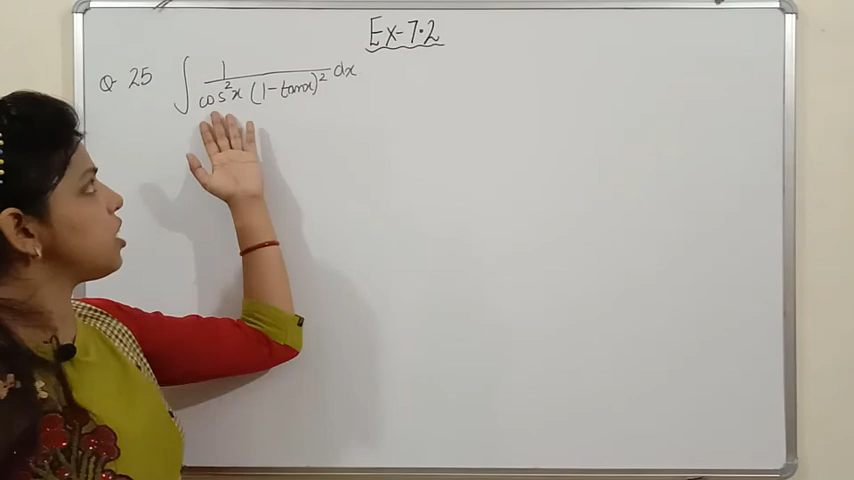 Ex-7.2
Q 25 ∫ 1/(cos²x (1-tanx)²) dx